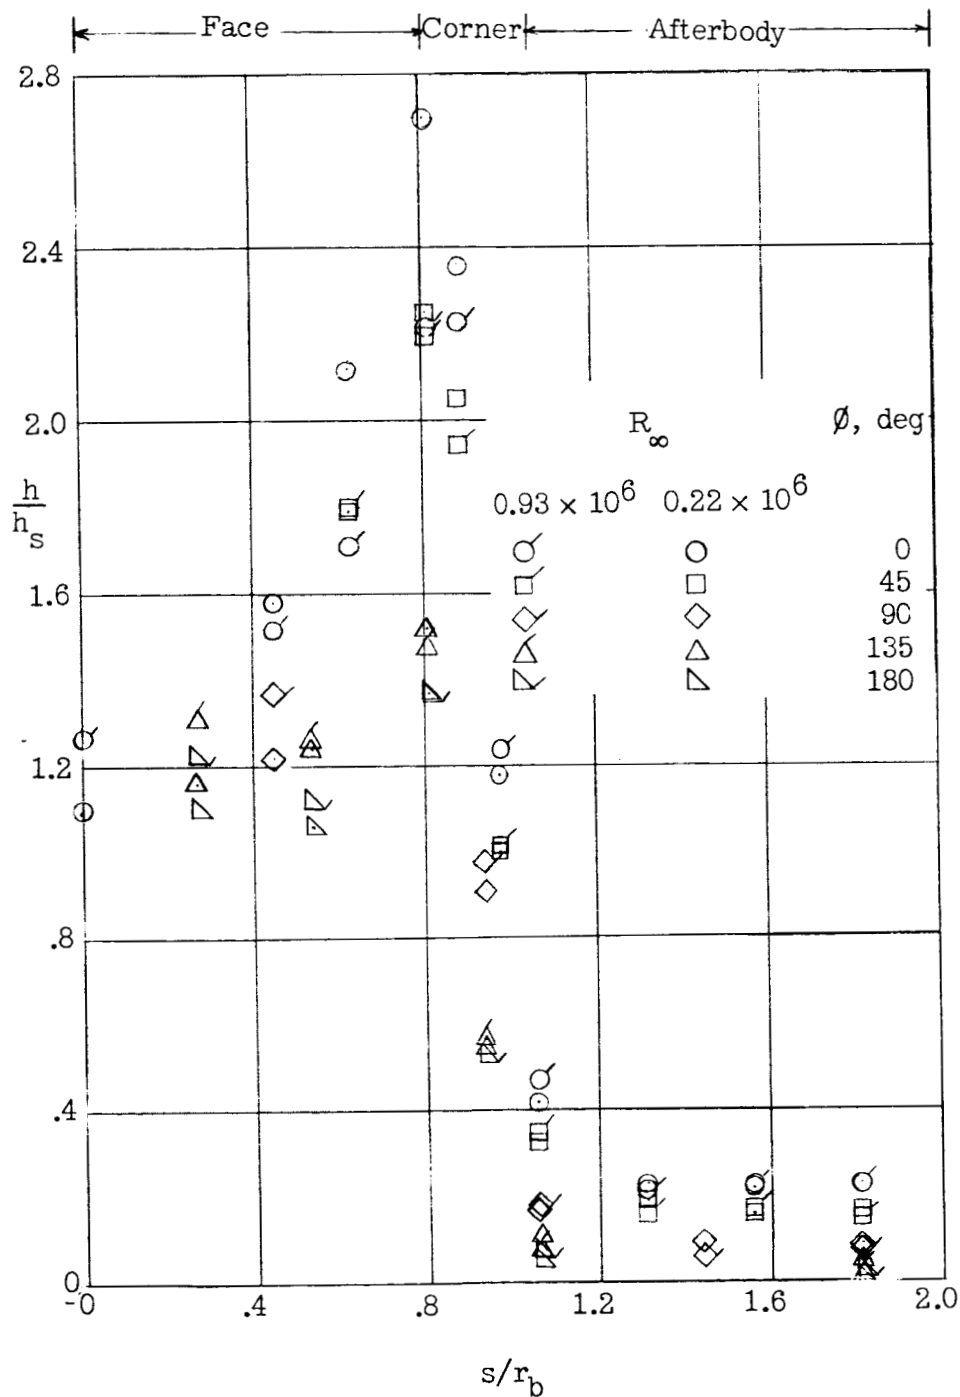 Face Corner Afterbody
2.8
2.4
2.0
1.6
1.2
.8
.4
0
h
h_s
R_∞ Ø, deg
0.93 × 10^6 0.22 × 10^6
0
45
90
135
180
-0 .4 .8 1.2 1.6 2.0
s/r_b